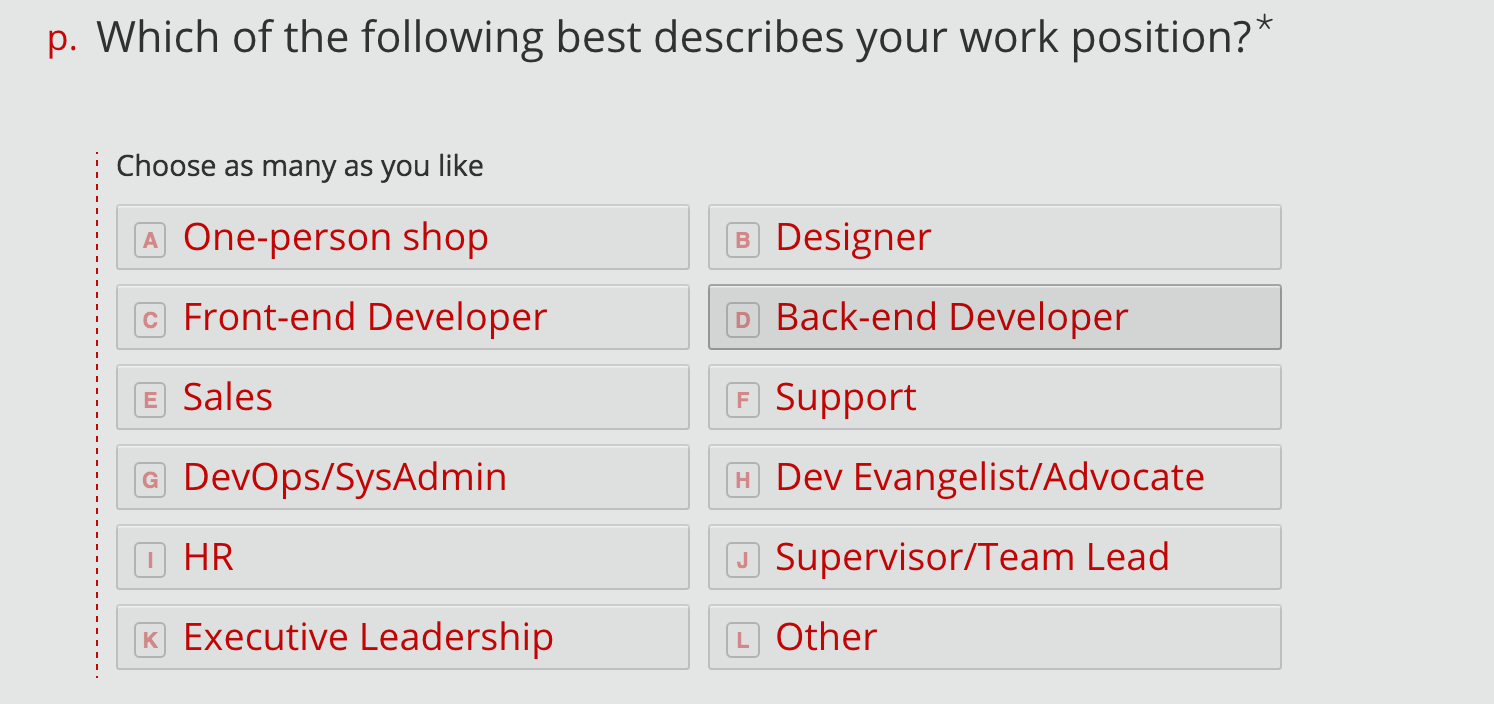 p. Which of the following best describes your work position?*
Choose as many as you like
A One-person shop
B Designer
C Front-end Developer
D Back-end Developer
E Sales
F Support
G DevOps/SysAdmin
H Dev Evangelist/Advocate
I HR
J Supervisor/Team Lead
K Executive Leadership
L Other